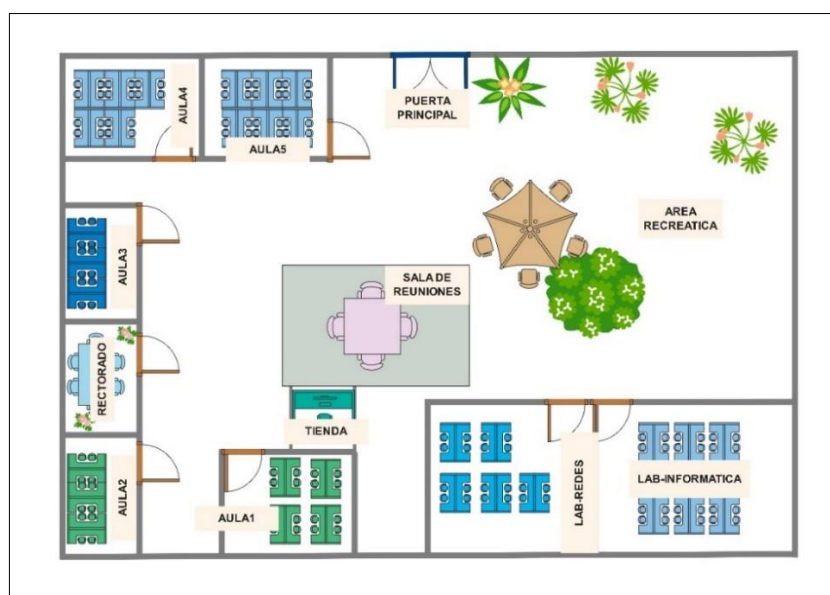 AULA4
AULA5
PUERTA
PRINCIPAL
AREA
RECREATICA
AULA3
SALA DE
REUNIONES
RECTORADO
TIENDA
AULA2
AULA1
LAB-REDES
LAB-INFORMATICA